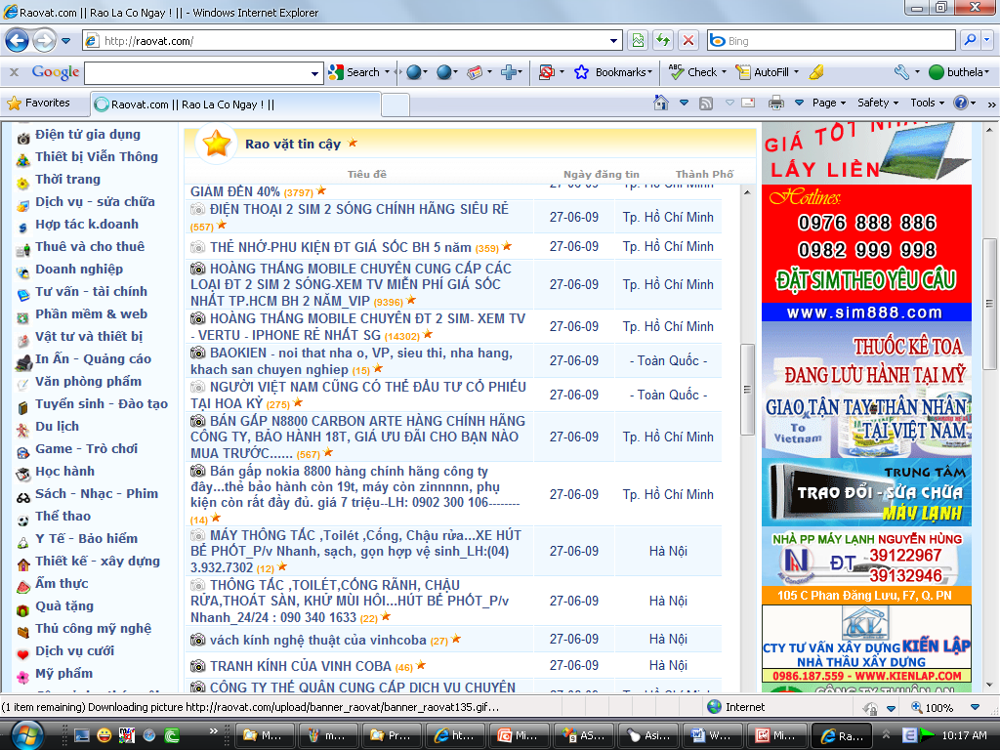 Raovat.com || Rao La Co Ngay ! || - Windows Internet Explorer
http://raovat.com/
Bing
Google
Search
Bookmarks
Check
AutoFill
buthela
Favorites
Raovat.com || Rao La Co Ngay ! ||
Page
Safety
Tools
Điện tử gia dụng
Thiết bị Viễn Thông
Thời trang
Dịch vụ - sửa chữa
Hợp tác k.doanh
Thuê và cho thuê
Doanh nghiệp
Tư vấn - tài chính
Phần mềm & web
Vật tư và thiết bị
In Ấn - Quảng cáo
Văn phòng phẩm
Tuyển sinh - Đào tạo
Du lịch
Game - Trò chơi
Học hành
Sách - Nhạc - Phim
Thể thao
Y Tế - Bảo hiểm
Thiết kế - xây dựng
Ẩm thực
Quà tặng
Thủ công mỹ nghệ
Dịch vụ cưới
Mỹ phẩm
Rao vặt tin cậy
Tiêu đề Ngày đăng tin Thành Phố
GIẢM ĐẾN 40% (3797) 27-06-09 Tp. Hồ Chí Minh
ĐIỆN THOẠI 2 SIM 2 SÓNG CHÍNH HÃNG SIÊU RẺ
(557) 27-06-09 Tp. Hồ Chí Minh
THẺ NHỚ-PHỤ KIỆN ĐT GIÁ SỐC BH 5 năm (359) 27-06-09 Tp. Hồ Chí Minh
HOÀNG THẮNG MOBILE CHUYÊN CUNG CẤP CÁC
LOẠI ĐT 2 SIM 2 SÓNG-XEM TV MIỄN PHÍ GIÁ SỐC
NHẤT TP.HCM BH 2 NĂM_VIP (9396) 27-06-09 Tp. Hồ Chí Minh
HOÀNG THẮNG MOBILE CHUYÊN ĐT 2 SIM- XEM TV
- VERTU - IPHONE RẺ NHẤT SG (14302) 27-06-09 Tp. Hồ Chí Minh
BAOKIEN - noi that nha o, VP, sieu thi, nha hang,
khach san chuyen nghiep (15) 27-06-09 - Toàn Quốc -
NGƯỜI VIỆT NAM CŨNG CÓ THỂ ĐẦU TƯ CỔ PHIẾU
TẠI HOA KỲ (275) 27-06-09 - Toàn Quốc -
BÁN GẤP N8800 CARBON ARTE HÀNG CHÍNH HÃNG
CÔNG TY, BẢO HÀNH 18T, GIÁ ƯU ĐÃI CHO BẠN NÀO
MUA TRƯỚC...... (567) 27-06-09 Tp. Hồ Chí Minh
Bán gấp nokia 8800 hàng chính hãng công ty
đây...thẻ bảo hành còn 19t, máy còn zinnnnn, phụ
kiện còn rất đầy đủ. giá 7 triệu--LH: 0902 300 106--------
(14) 27-06-09 Tp. Hồ Chí Minh
MÁY THÔNG TẮC ,Toilét ,Cống, Chậu rửa...XE HÚT
BỂ PHỐT_P/v Nhanh, sạch, gọn hợp vệ sinh_LH:(04)
3.932.7302 (12) 27-06-09 Hà Nội
THÔNG TẮC ,TOILÉT,CỐNG RÃNH, CHẬU
RỬA,THOÁT SÀN, KHỬ MÙI HÔI...HÚT BỂ PHỐT_P/v
Nhanh_24/24 : 090 340 1633 (22) 27-06-09 Hà Nội
vách kính nghệ thuật của vinhcoba (27) 27-06-09 Hà Nội
TRANH KÍNH CỦA VINH COBA (46) 27-06-09 Hà Nội
CÔNG TY THẾ QUÂN CUNG CẤP DỊCH VỤ CHUYÊN
GIÁ TỐT NHẤT
LẤY LIỀN
Hotlines
0976 888 886
0982 999 998
ĐẶT SIM THEO YÊU CẦU
www.sim888.com
THUỐC KÊ TOA
ĐANG LƯU HÀNH TẠI MỸ
GIAO TẬN TAY THÂN NHÂN
To Vietnam
TẠI VIỆT NAM
TRUNG TÂM
TRAO ĐỔI - SỬA CHỮA
MÁY LẠNH
NHÀ PP MÁY LẠNH NGUYỄN HÙNG
N
Air Conditioned
ĐT 39122967
39132946
105 C Phan Đăng Lưu, F7, Q. PN
KL
CTY TƯ VẤN XÂY DỰNG KIẾN LẬP
NHÀ THẦU XÂY DỰNG
0986.187.559 - WWW.KIENLAP.COM
CÔNG TY THUẬN AN
(1 item remaining) Downloading picture http://raovat.com/upload/banner_raovat/banner_raovat135.gif...
Internet
100%
M...
m...
Pr...
ht...
Mi...
AS...
Asi...
W...
Mi...
Ra...
10:17 AM